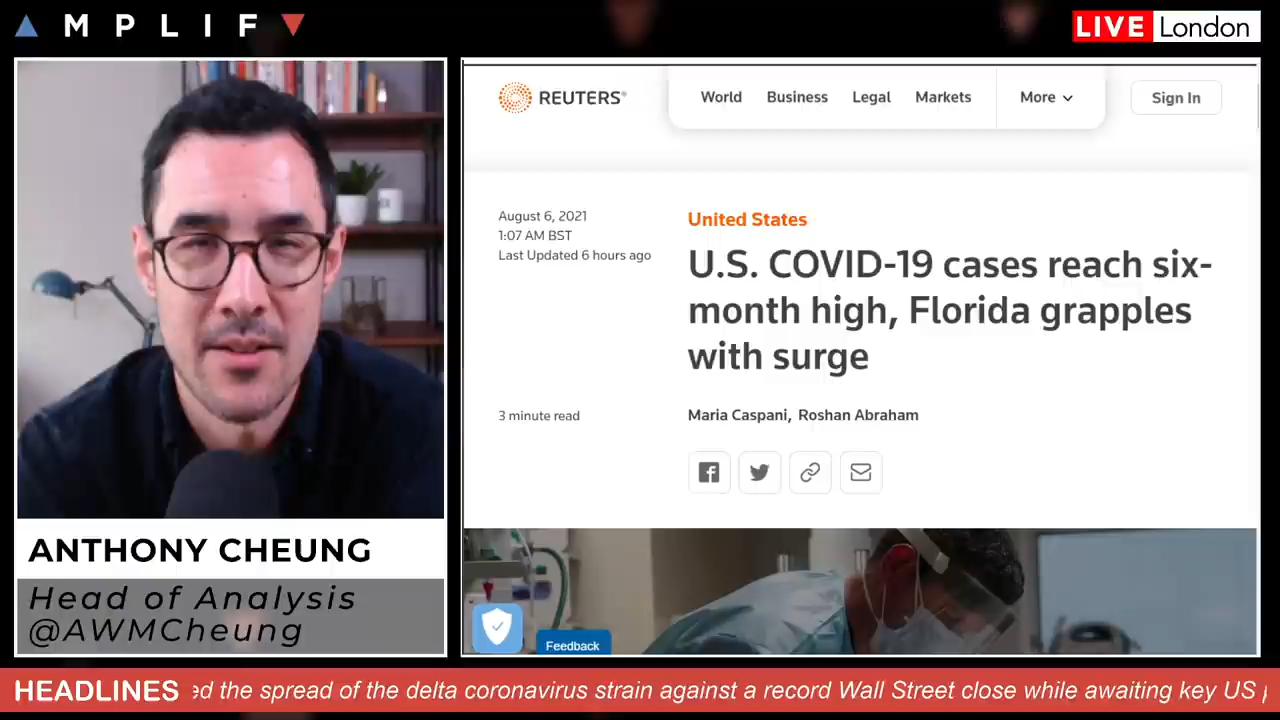 AMPLIFY
LIVE London
REUTERS®
World Business Legal Markets More Sign In
August 6, 2021
1:07 AM BST
Last Updated 6 hours ago
United States
U.S. COVID-19 cases reach six-
month high, Florida grapples
with surge
3 minute read
Maria Caspani, Roshan Abraham
Feedback
ANTHONY CHEUNG
Head of Analysis
@AWMCheung
HEADLINES ed the spread of the delta coronavirus strain against a record Wall Street close while awaiting key US